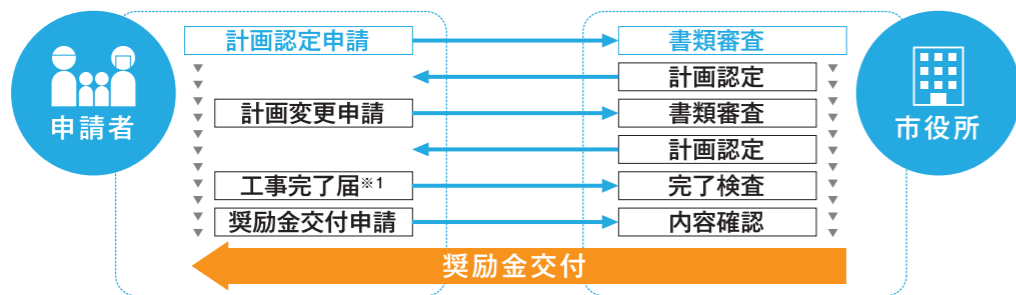 計画認定申請
書類審査
計画認定
計画変更申請
書類審査
計画認定
工事完了届※1
完了検査
奨励金交付申請
内容確認
申請者
市役所
奨励金交付